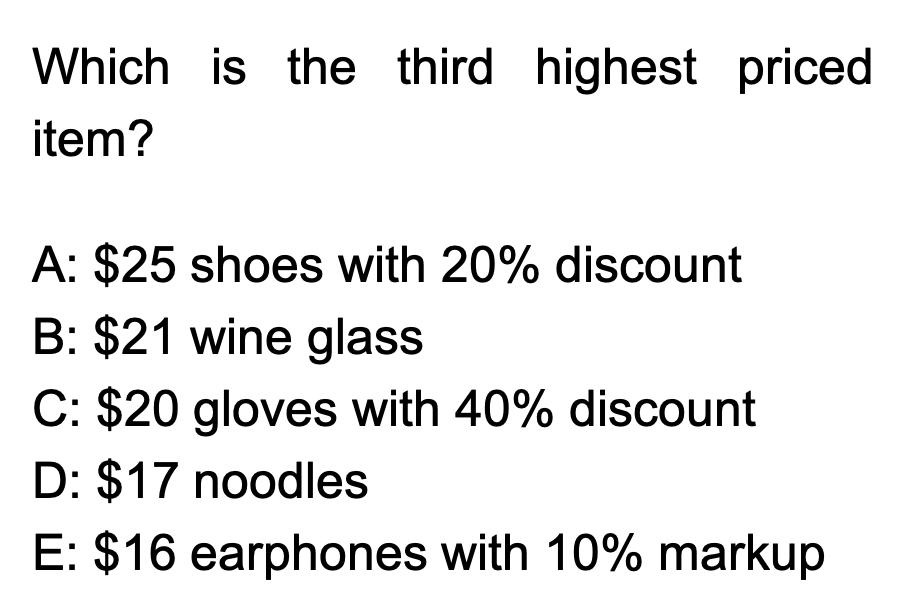 Which is the third highest priced
item?
A: $25 shoes with 20% discount
B: $21 wine glass
C: $20 gloves with 40% discount
D: $17 noodles
E: $16 earphones with 10% markup